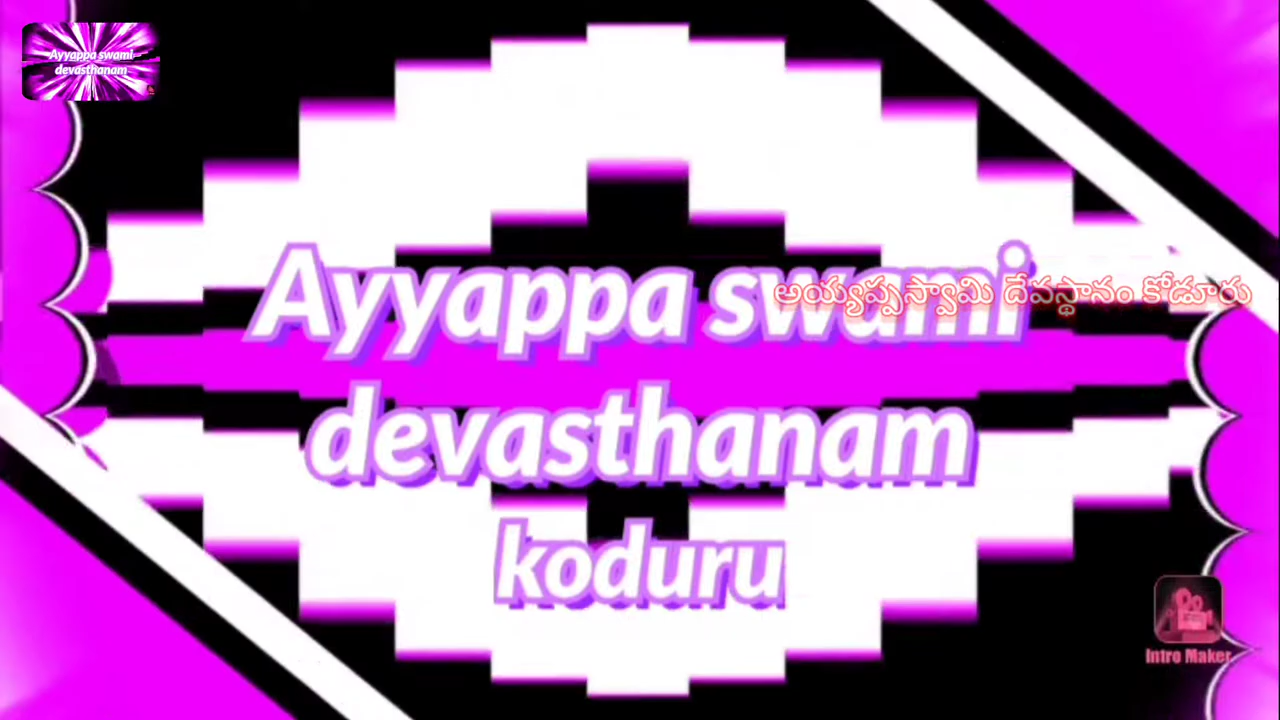 Ayyappa swami
devasthanam
Ayyappa swami
అయ్యప్పస్వామి దేవస్థానం కోడూరు
devasthanam
koduru
Intro Maker